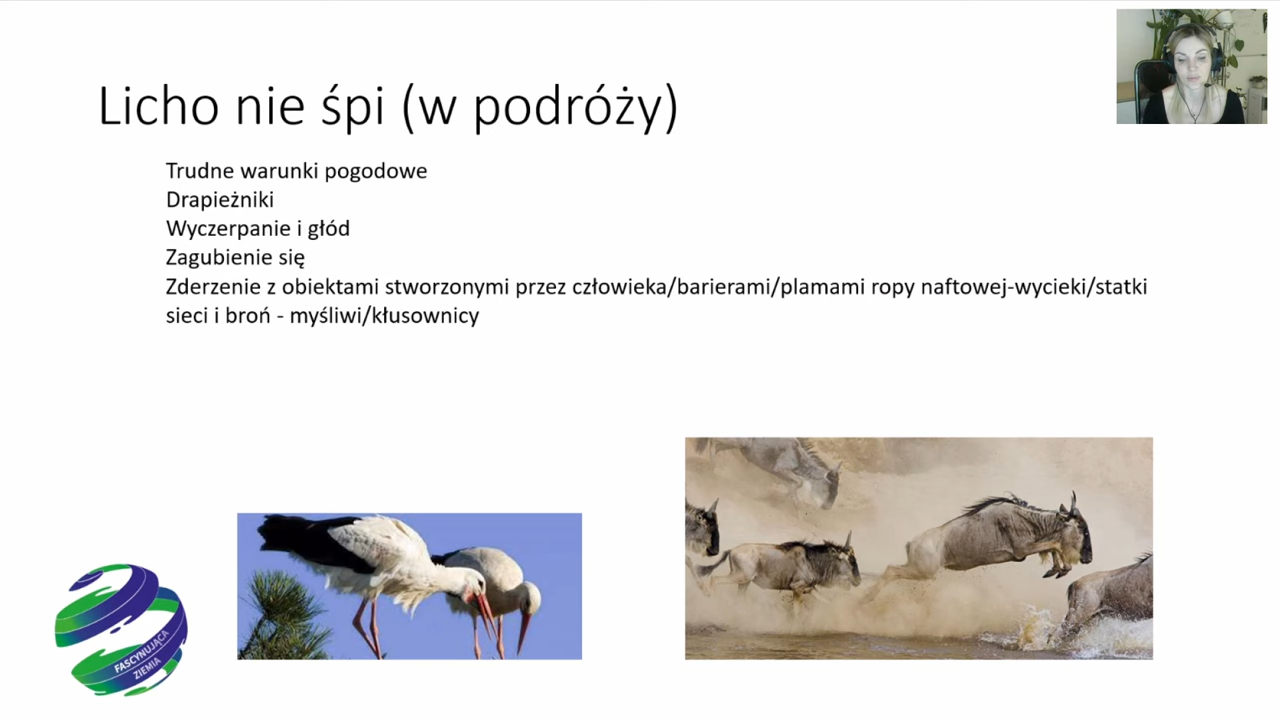 Licho nie śpi (w podróży)
Trudne warunki pogodowe
Drapieżniki
Wyczerpanie i głód
Zagubienie się
Zderzenie z obiektami stworzonymi przez człowieka/barierami/plamami ropy naftowej-wycieki/statki
sieci i broń - myśliwi/kłusownicy
FASCYNUJĄCA
ZIEMIA